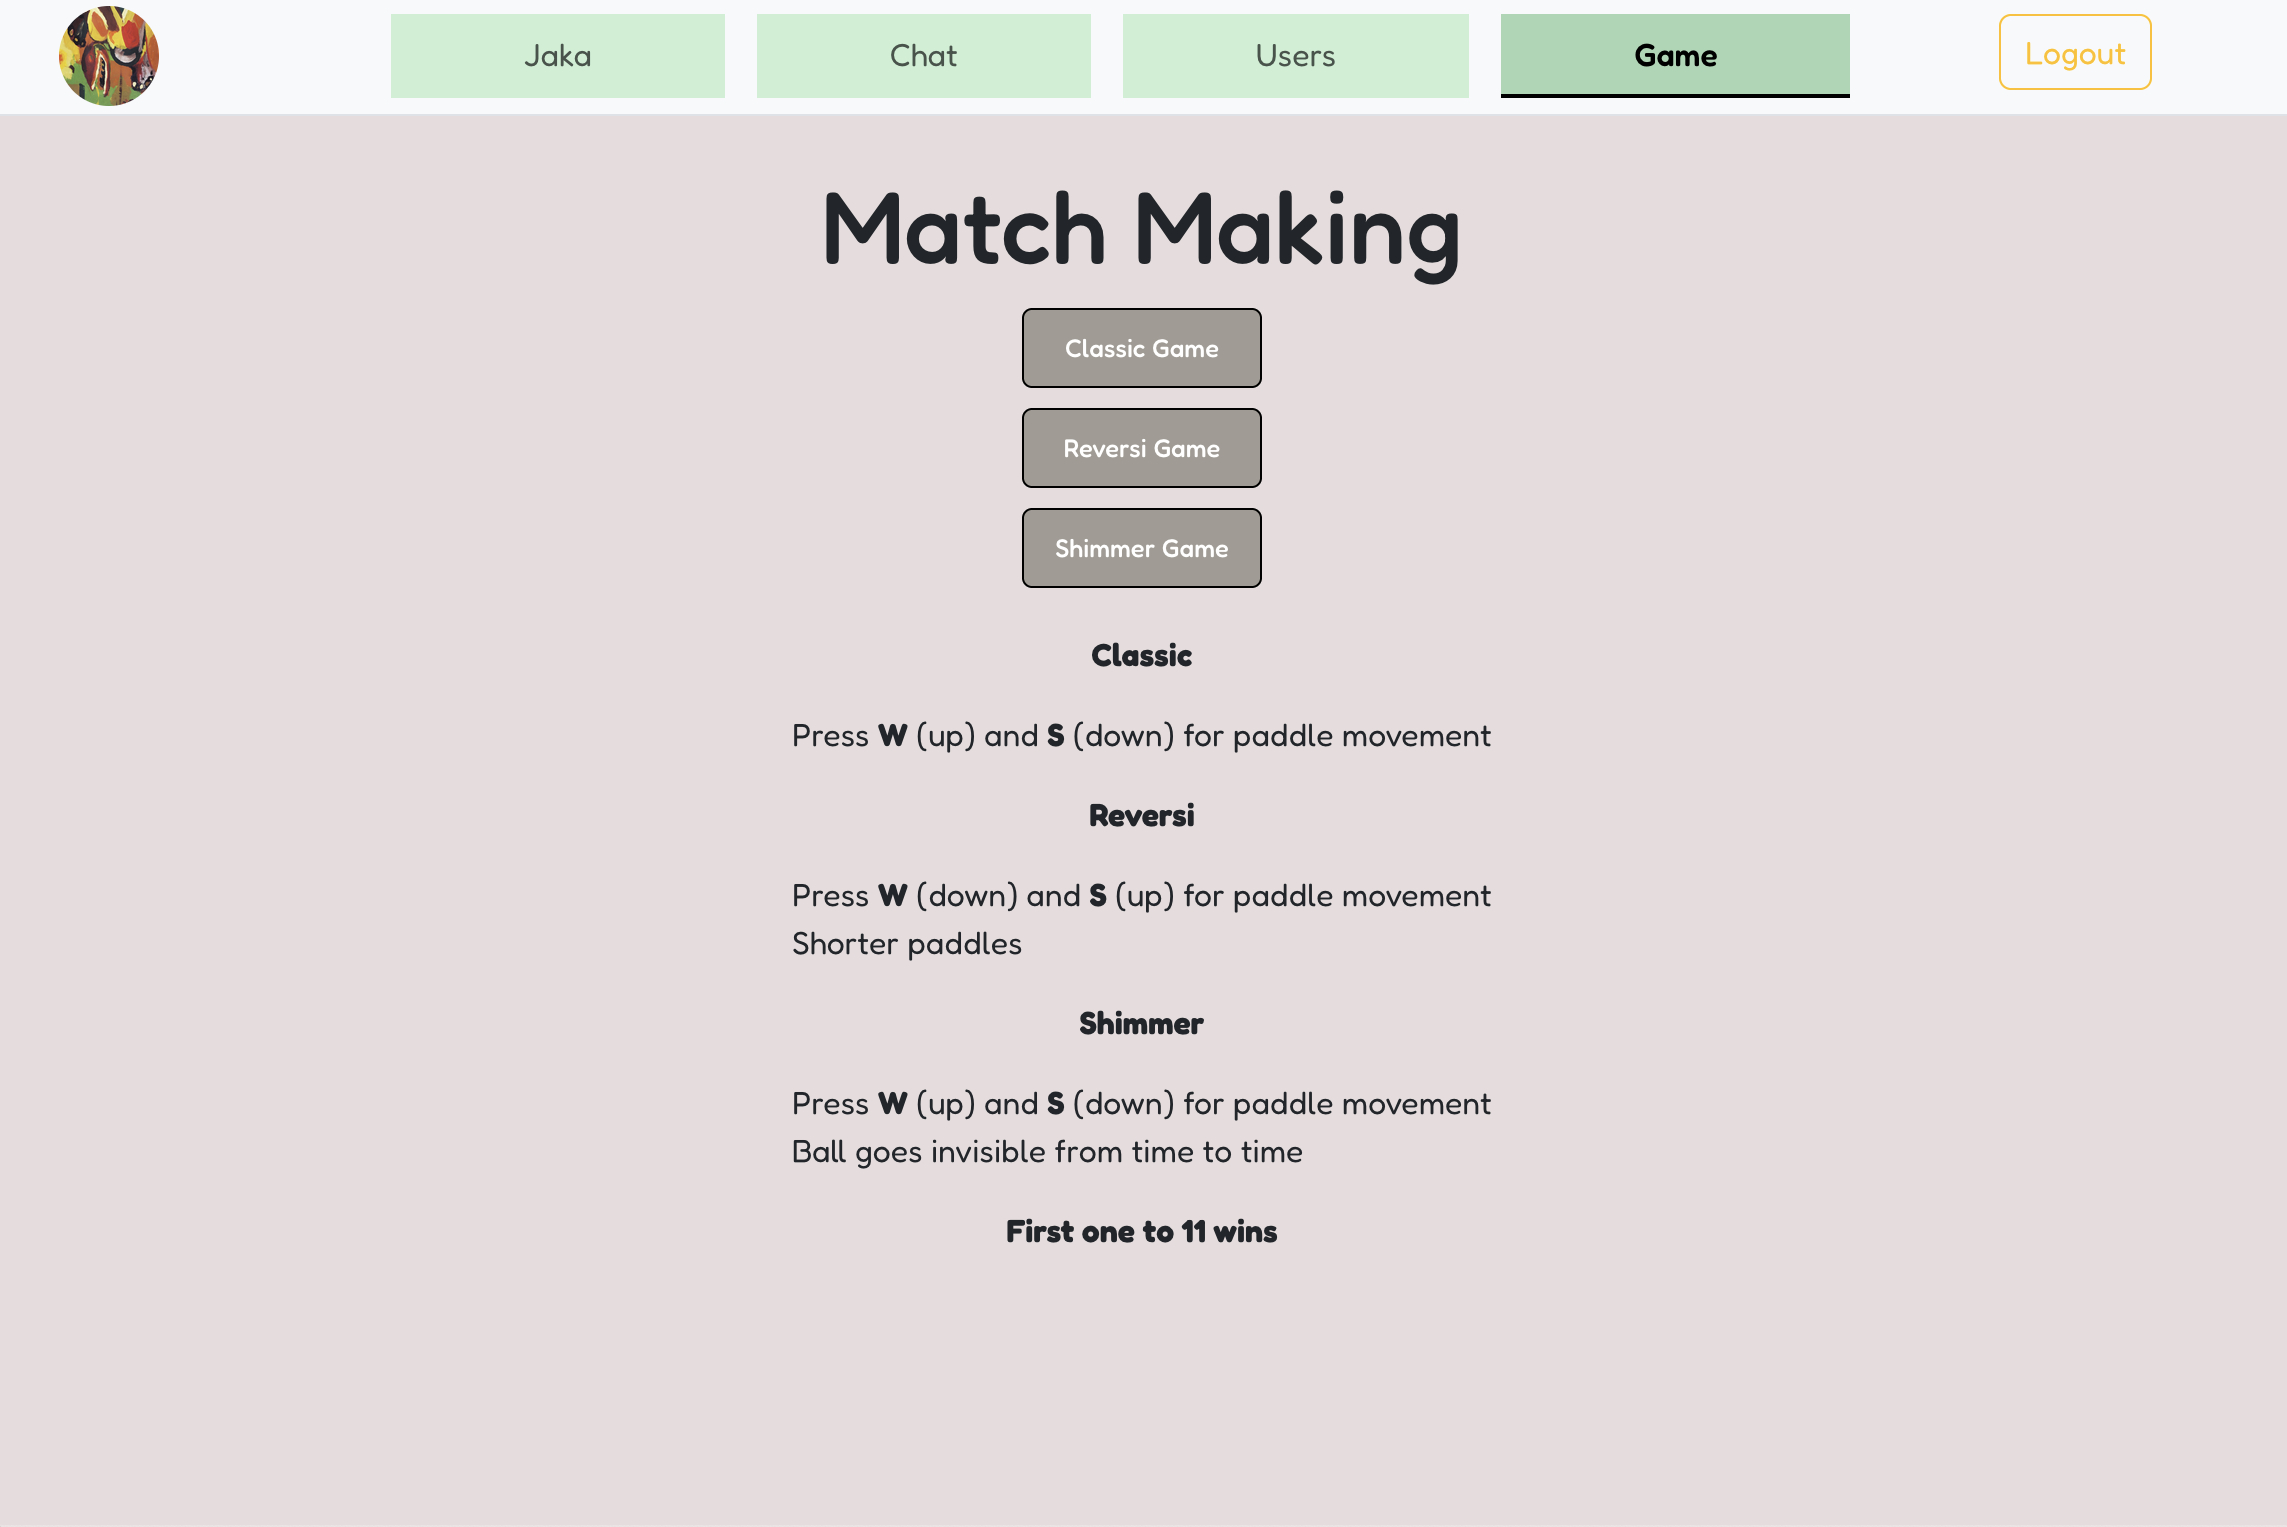 Jaka
Chat
Users
Game
Logout
Match Making
Classic Game
Reversi Game
Shimmer Game
Classic
Press W (up) and S (down) for paddle movement
Reversi
Press W (down) and S (up) for paddle movement
Shorter paddles
Shimmer
Press W (up) and S (down) for paddle movement
Ball goes invisible from time to time
First one to 11 wins